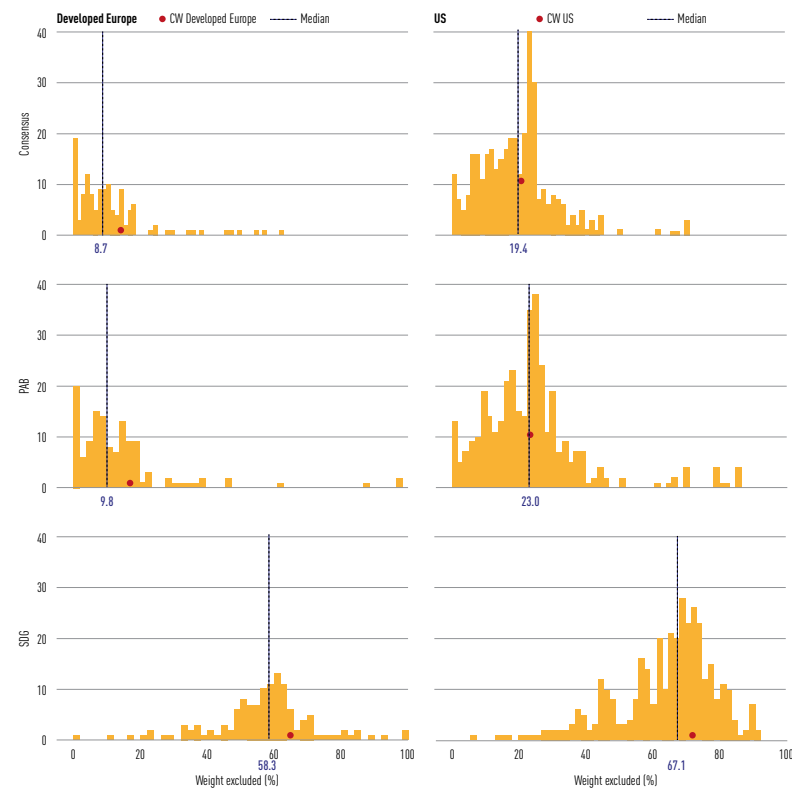 Developed Europe CW Developed Europe Median
US CW US Median
Consensus
40
30
20
10
0
8.7
19.4
PAB
40
30
20
10
0
9.8
23.0
SDG
40
30
20
10
0
0 20 40 60 80 100
0 20 40 60 80 100
58.3
67.1
Weight excluded (%)
Weight excluded (%)